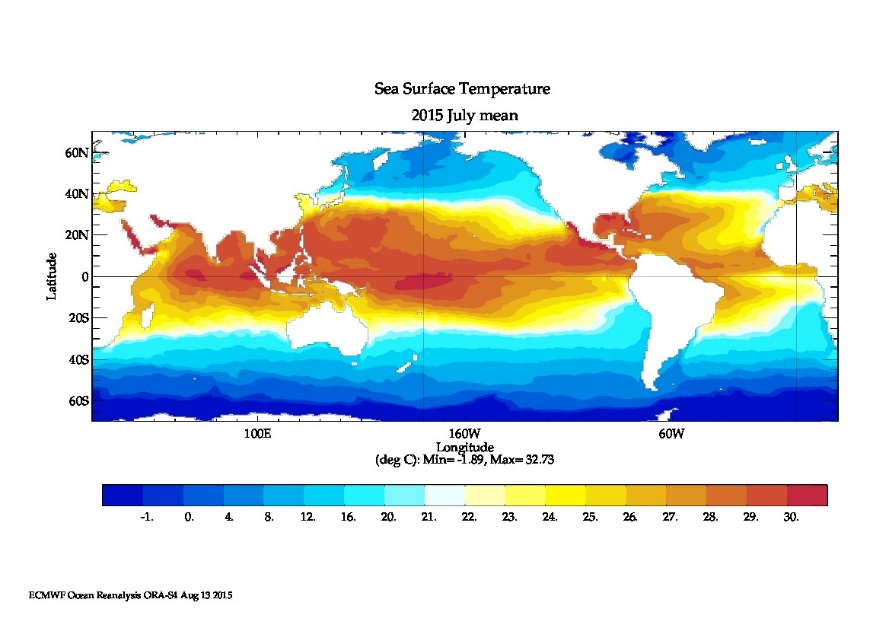 Sea Surface Temperature
2015 July mean
60N
40N
20N
0
20S
40S
60S
Latitude
100E 160W 60W
Longitude
(deg C): Min= -1.89, Max= 32.73
-1. 0. 4. 8. 12. 16. 20. 21. 22. 23. 24. 25. 26. 27. 28. 29. 30.
ECMWF Ocean Reanalysis ORA-S4 Aug 13 2015